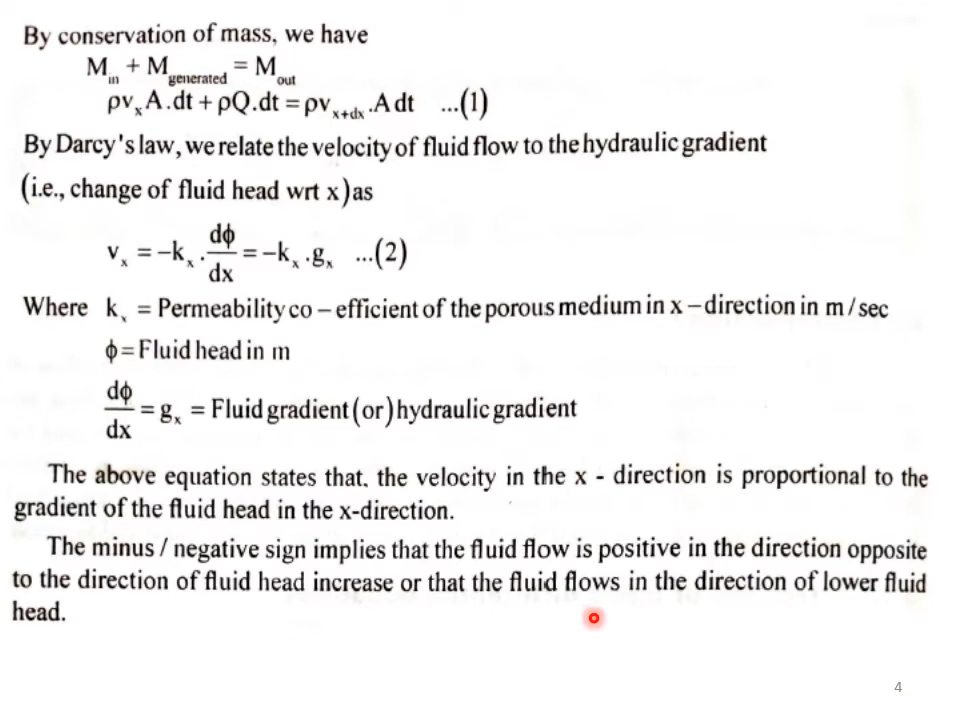 By conservation of mass, we have
M_in + M_generated = M_out
ρv_x A.dt + ρQ.dt = ρv_x+dx .A dt ...(1)
By Darcy's law, we relate the velocity of fluid flow to the hydraulic gradient
(i.e., change of fluid head wrt x) as
v_x = −k_x . dϕ/dx = −k_x .g_x ...(2)
Where k_x = Permeability co – efficient of the porous medium in x – direction in m / sec
ϕ = Fluid head in m
dϕ/dx = g_x = Fluid gradient (or) hydraulic gradient
The above equation states that, the velocity in the x - direction is proportional to the
gradient of the fluid head in the x-direction.
The minus / negative sign implies that the fluid flow is positive in the direction opposite
to the direction of fluid head increase or that the fluid flows in the direction of lower fluid
head.
4